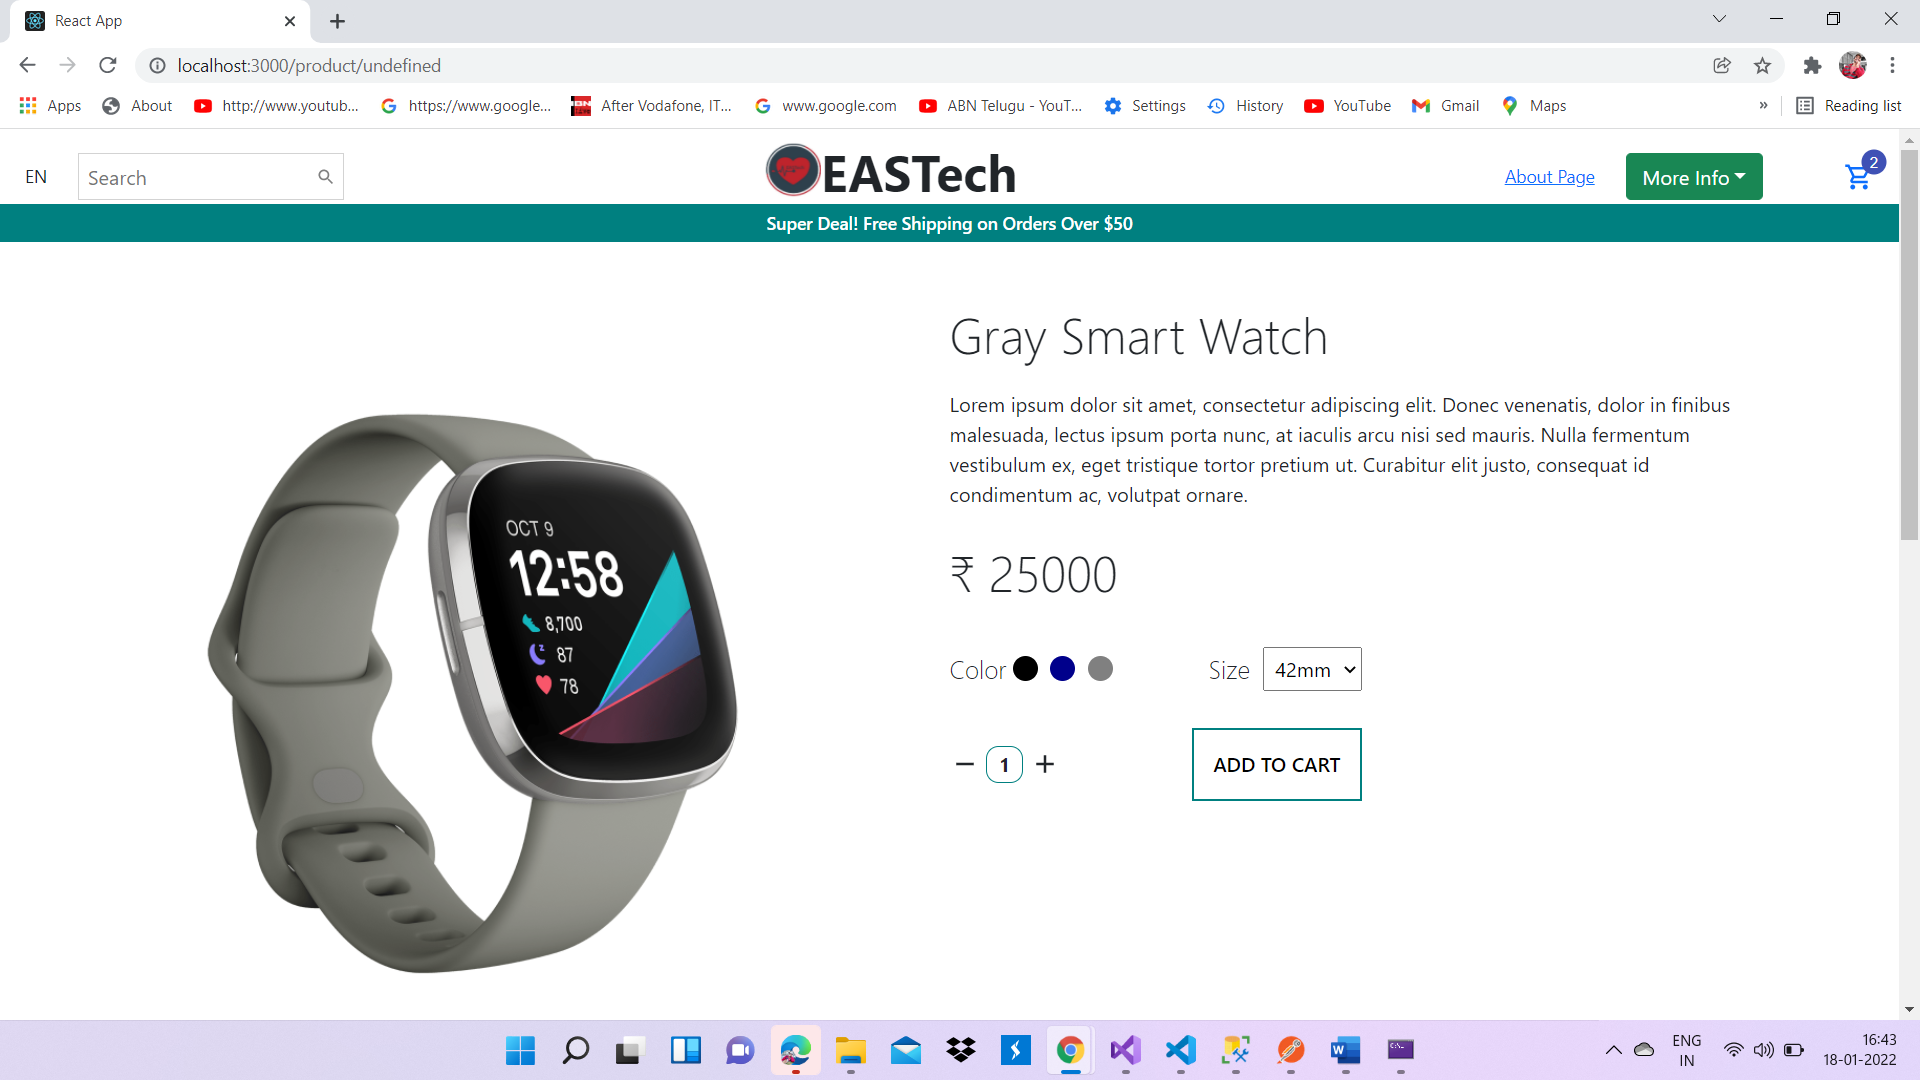 React App
localhost:3000/product/undefined
Apps About http://www.youtub... https://www.google... After Vodafone, IT... www.google.com ABN Telugu - YouT... Settings History YouTube Gmail Maps » Reading list
EN Search EASTech About Page More Info 2
Super Deal! Free Shipping on Orders Over $50
Gray Smart Watch
Lorem ipsum dolor sit amet, consectetur adipiscing elit. Donec venenatis, dolor in finibus
malesuada, lectus ipsum porta nunc, at iaculis arcu nisi sed mauris. Nulla fermentum
vestibulum ex, eget tristique tortor pretium ut. Curabitur elit justo, consequat id
condimentum ac, volutpat ornare.
₹ 25000
Color Size 42mm
1 ADD TO CART
OCT 9
12:58
8,700
87
78
ENG
IN
16:43
18-01-2022